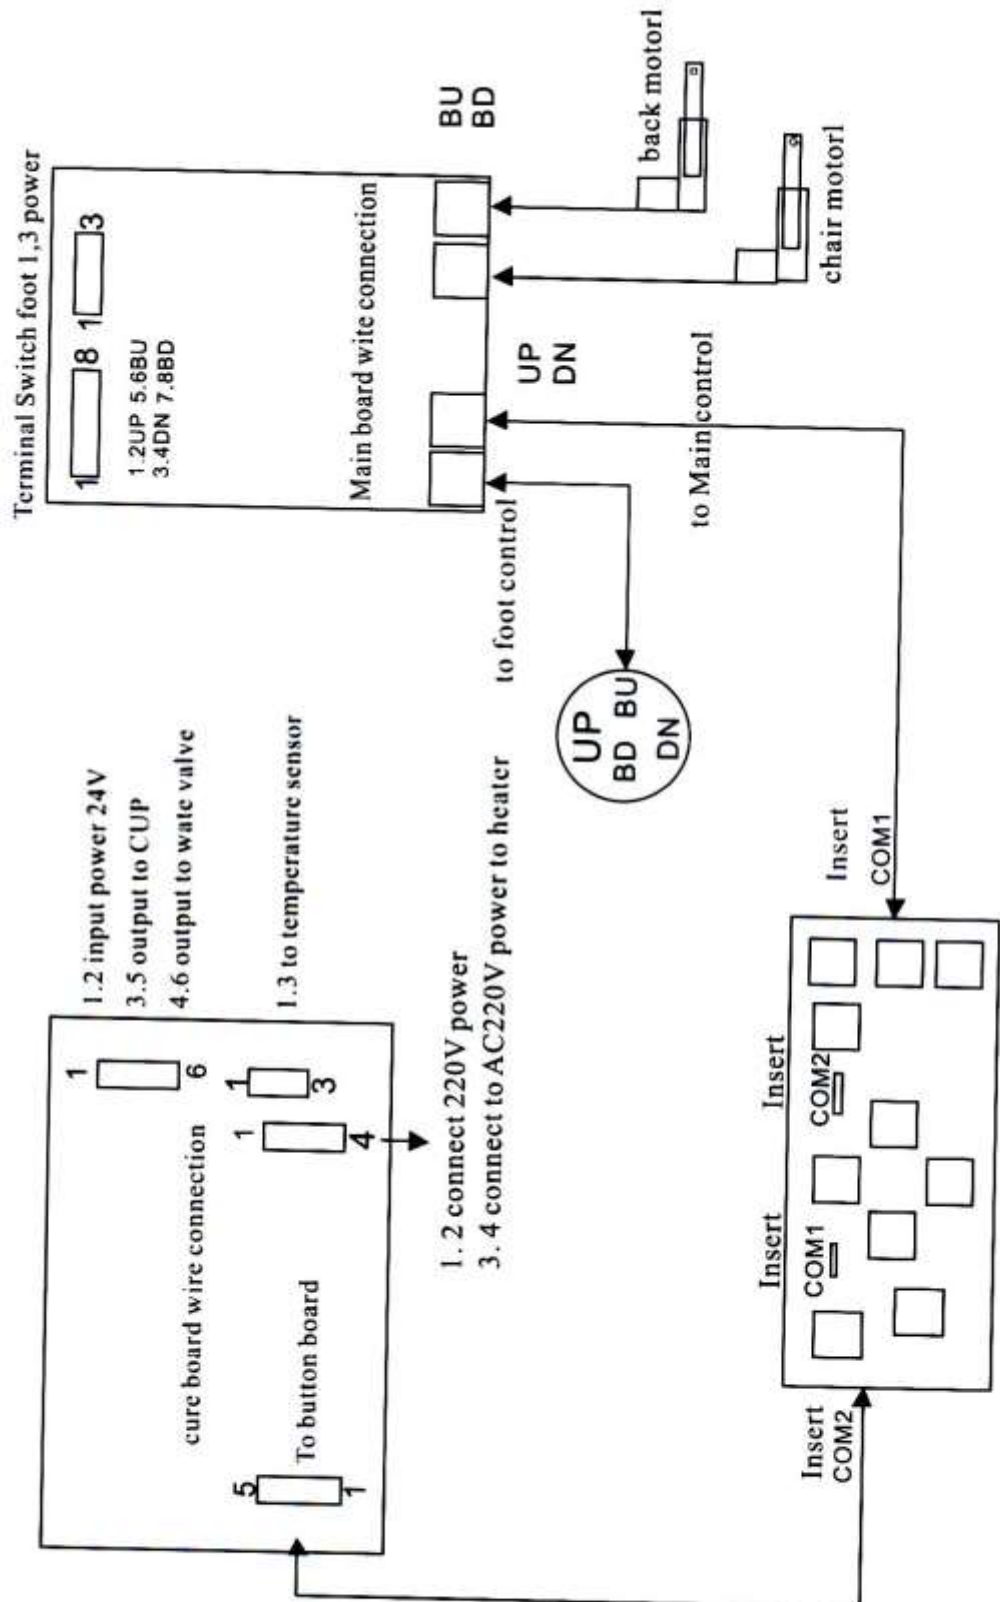 Terminal Switch foot 1,3 power
1 8 1 3
1.2UP 5.6BU
3.4DN 7.8BD
Main board wite connection
BU
BD
UP
DN
back motorl
chair motorl
to foot control
to Main control
UP
BD BU
DN
1.2 input power 24V
3.5 output to CUP
4.6 output to wate valve
1.3 to temperature sensor
1
6
1
3
1
4
cure board wire connection
To button board
5
1
1. 2 connect 220V power
3. 4 connect to AC220V power to heater
Insert
COM1
Insert
COM2
Insert
COM1
Insert
COM2